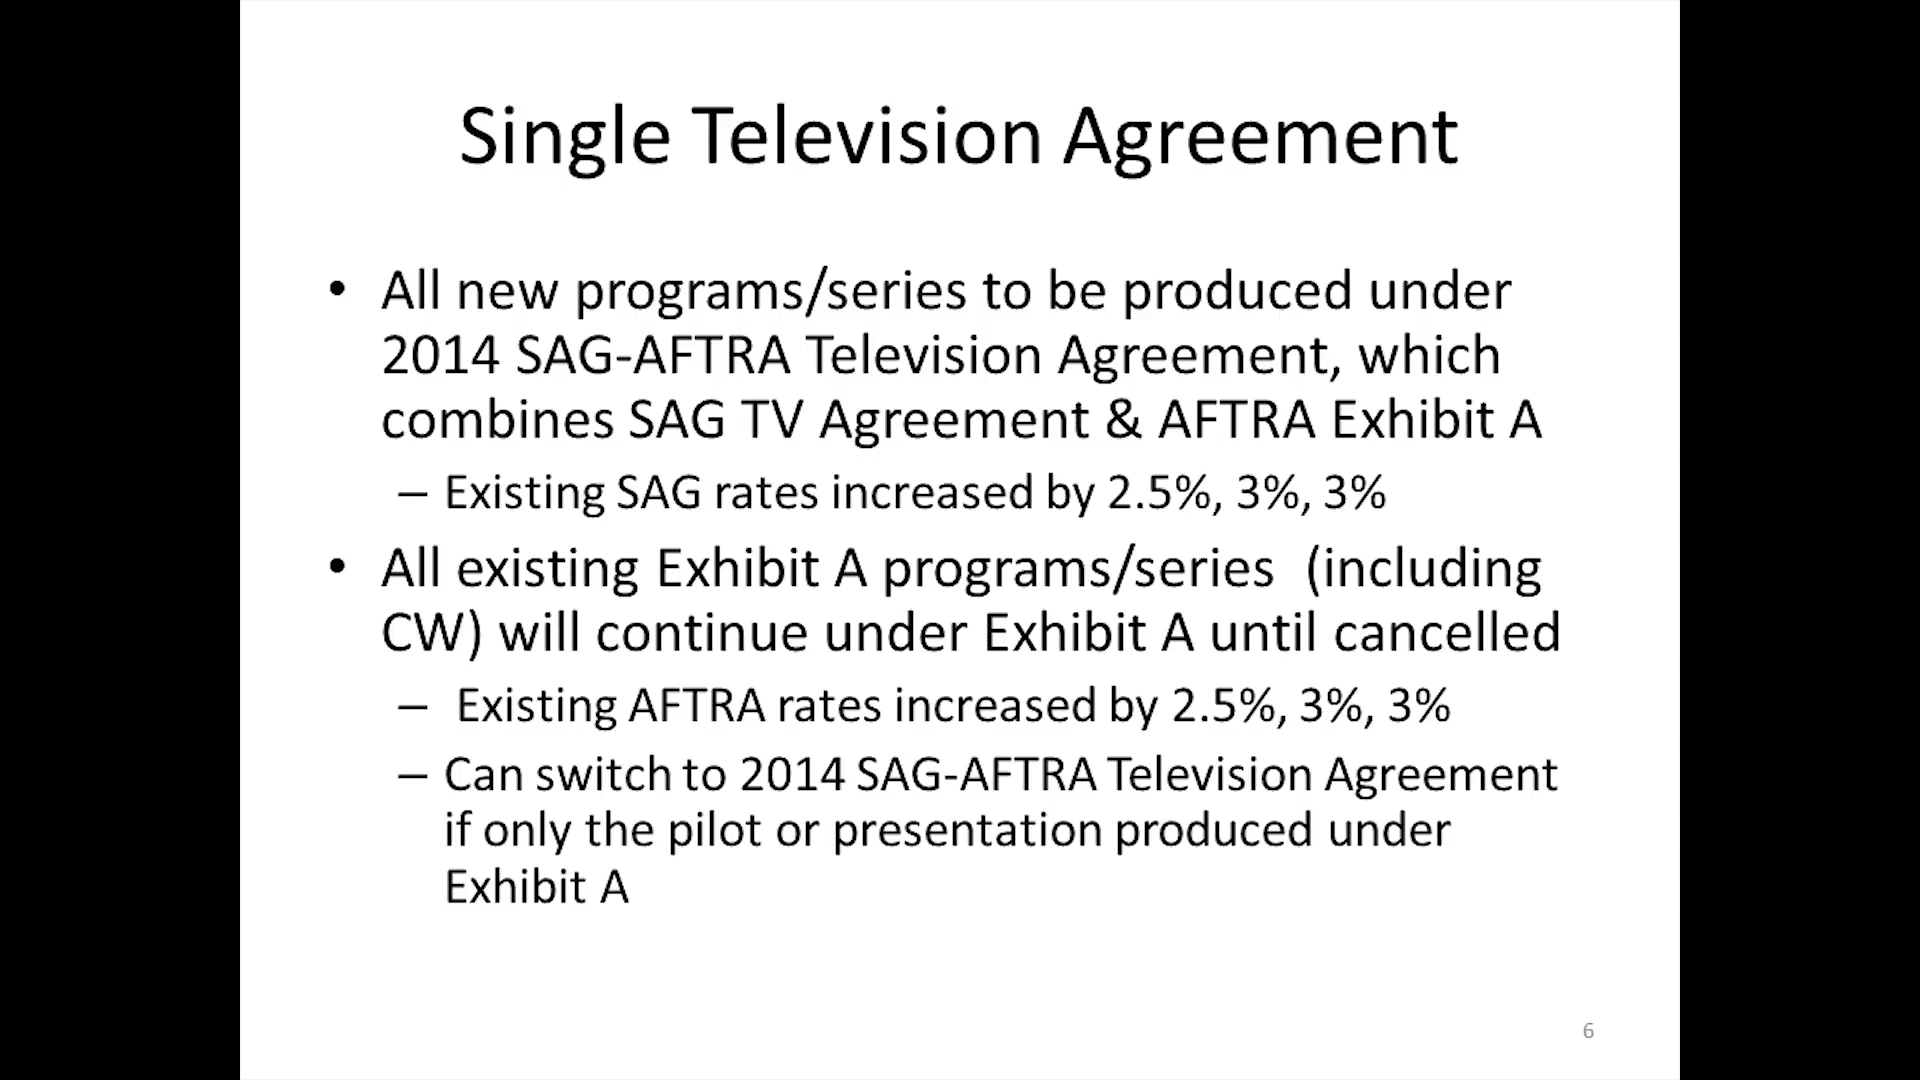 Single Television Agreement
• All new programs/series to be produced under
2014 SAG-AFTRA Television Agreement, which
combines SAG TV Agreement & AFTRA Exhibit A
– Existing SAG rates increased by 2.5%, 3%, 3%
• All existing Exhibit A programs/series (including
CW) will continue under Exhibit A until cancelled
– Existing AFTRA rates increased by 2.5%, 3%, 3%
– Can switch to 2014 SAG-AFTRA Television Agreement
if only the pilot or presentation produced under
Exhibit A
6